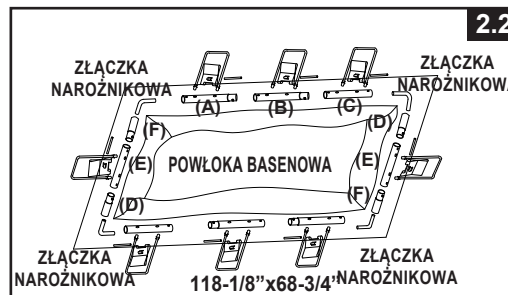 2.2
ZŁĄCZKA
NAROŻNIKOWA
ZŁĄCZKA
NAROŻNIKOWA
(A)
(B)
(C)
(F)
(D)
(E)
POWŁOKA BASENOWA
(E)
(D)
(F)
ZŁĄCZKA
NAROŻNIKOWA
118-1/8”x68-3/4”
ZŁĄCZKA
NAROŻNIKOWA